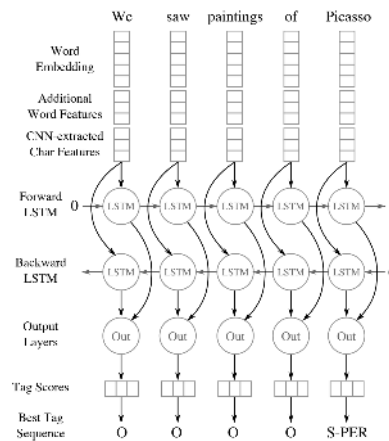 We saw paintings of Picasso
Word
Embedding
Additional
Word Features
CNN-extracted
Char Features
Forward
LSTM
0 LSTM LSTM LSTM LSTM LSTM
Backward
LSTM
LSTM LSTM LSTM LSTM LSTM
Output
Layers
Out Out Out Out Out
Tag Scores
Best Tag
Sequence
O O O O S-PER